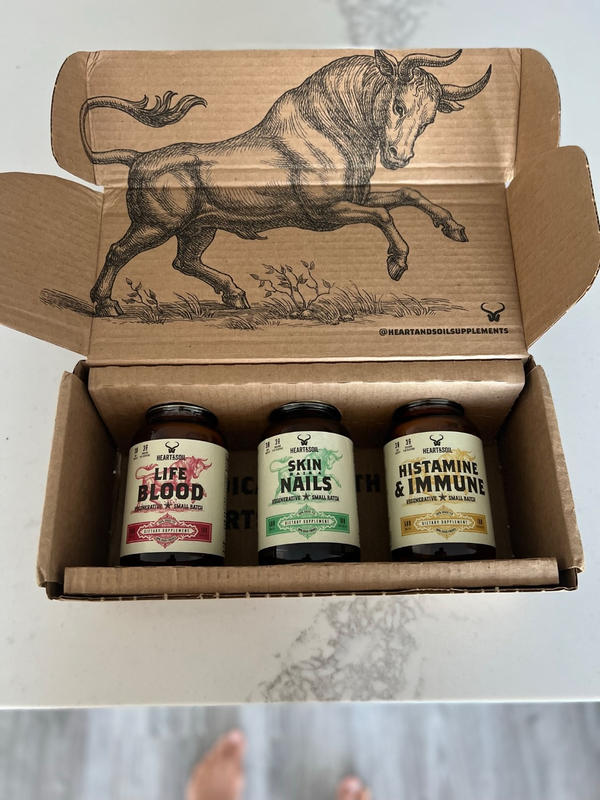 @HEARTANDSOILSUPPLEMENTS
HEART&SOIL
LIFE
BLOOD
REGENERATIVE ★ SMALL BATCH
DIETARY SUPPLEMENT
HEART&SOIL
SKIN
HAIR &
NAILS
REGENERATIVE ★ SMALL BATCH
DIETARY SUPPLEMENT
HEART&SOIL
HISTAMINE
& IMMUNE
REGENERATIVE ★ SMALL BATCH
DIETARY SUPPLEMENT